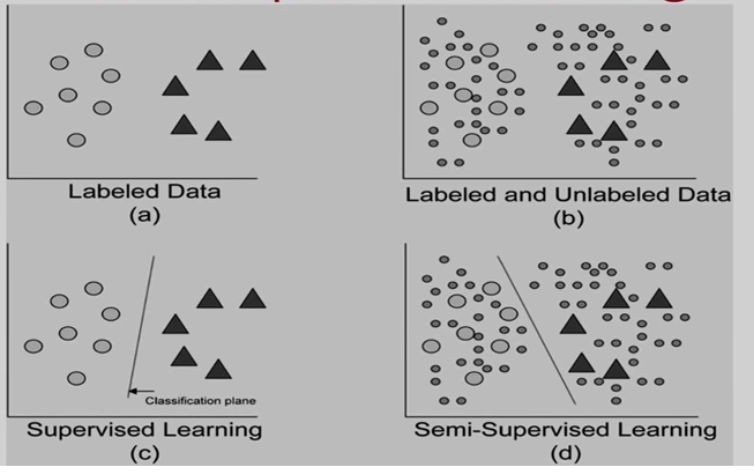 Labeled Data
(a)
Labeled and Unlabeled Data
(b)
Classification plane
Supervised Learning
(c)
Semi-Supervised Learning
(d)